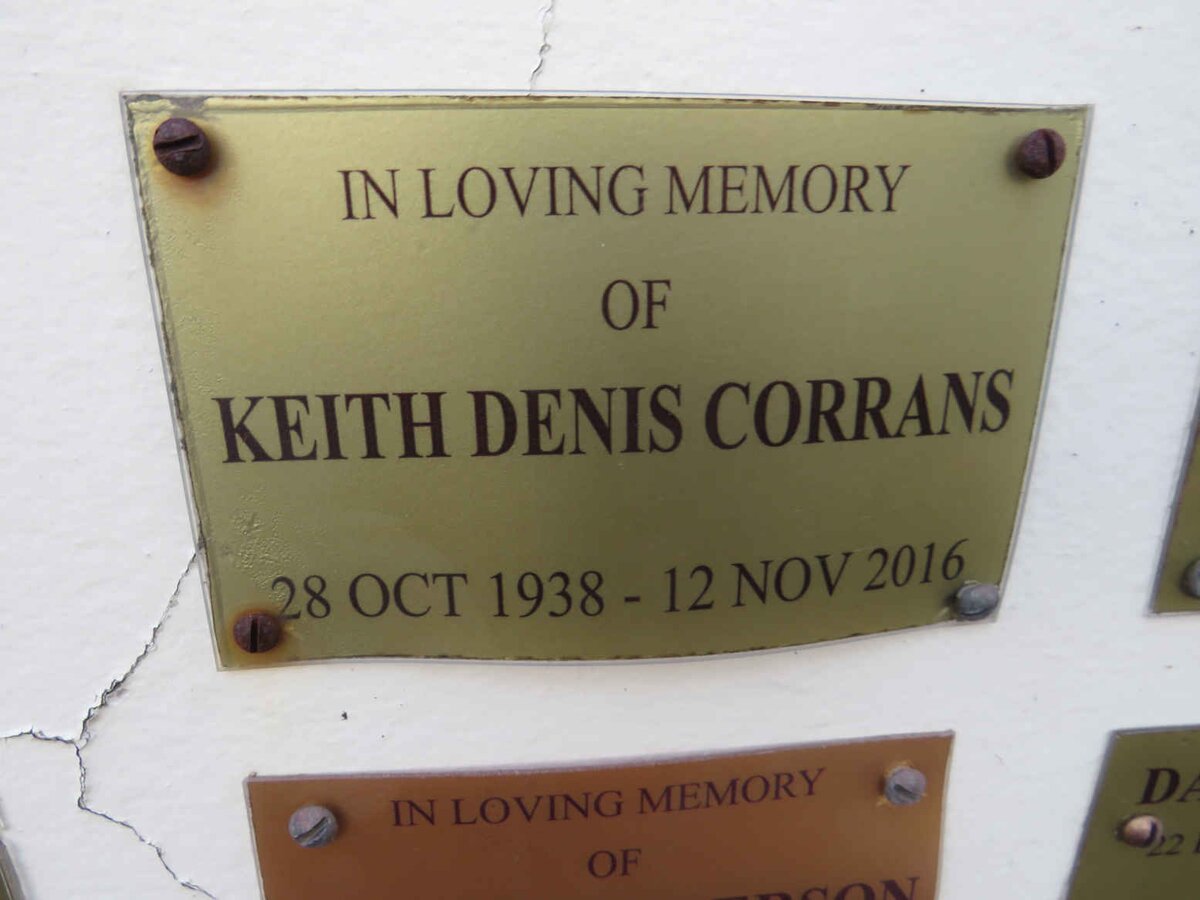 IN LOVING MEMORY
OF
KEITH DENIS CORRANS
28 OCT 1938 - 12 NOV 2016
IN LOVING MEMORY
OF